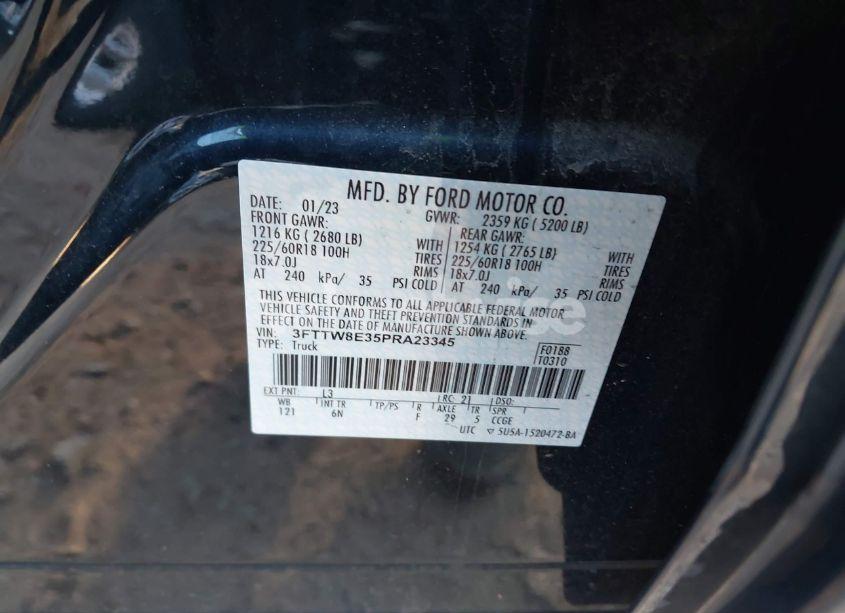 MFD. BY FORD MOTOR CO.
DATE: 01/23 GVWR: 2359 KG ( 5200 LB)
FRONT GAWR: REAR GAWR:
1216 KG ( 2680 LB) WITH 1254 KG ( 2765 LB) WITH
225/60R18 100H TIRES 225/60R18 100H TIRES
18x7.0J RIMS 18x7.0J RIMS
AT 240 kPa/ 35 PSI COLD AT 240 kPa/ 35 PSI COLD
THIS VEHICLE CONFORMS TO ALL APPLICABLE FEDERAL MOTOR
VEHICLE SAFETY AND THEFT PREVENTION STANDARDS IN
EFFECT ON THE DATE OF MANUFACTURE SHOWN ABOVE.
VIN: 3FTTW8E35PRA23345
TYPE: Truck
F0188
T0310
EXT PNT: L3 RC: 21 DSO:
WB INT TR TP/PS R AXLE TR SPR
121 6N F 29 5 CCGE
UTC ▽ 5U5A-1520472-BA